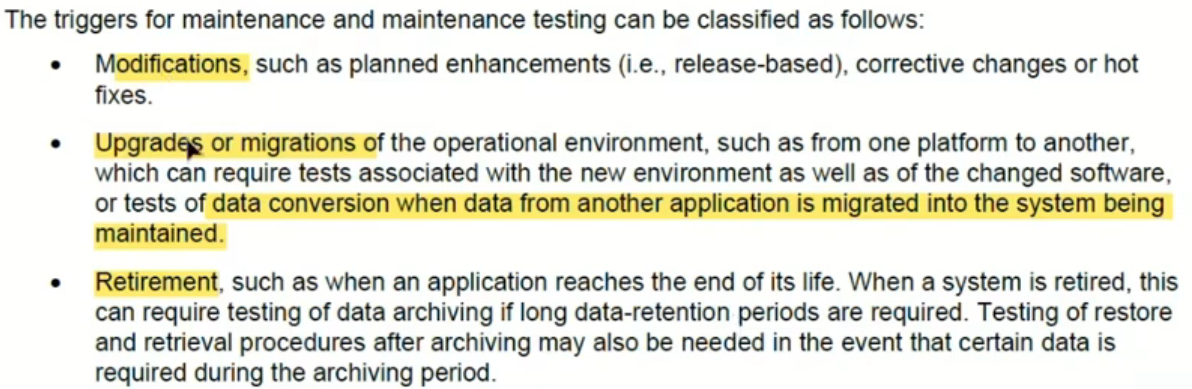 The triggers for maintenance and maintenance testing can be classified as follows:
• Modifications, such as planned enhancements (i.e., release-based), corrective changes or hot
fixes.
• Upgrades or migrations of the operational environment, such as from one platform to another,
which can require tests associated with the new environment as well as of the changed software,
or tests of data conversion when data from another application is migrated into the system being
maintained.
• Retirement, such as when an application reaches the end of its life. When a system is retired, this
can require testing of data archiving if long data-retention periods are required. Testing of restore
and retrieval procedures after archiving may also be needed in the event that certain data is
required during the archiving period.